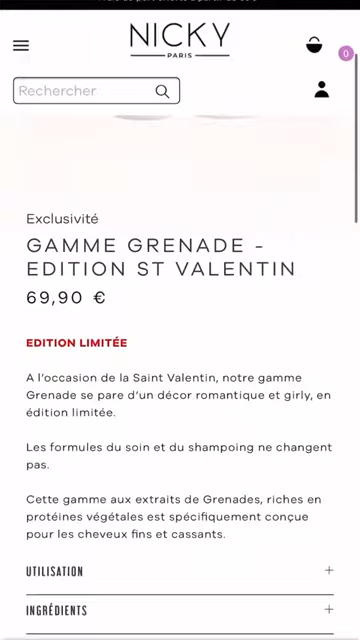 NICKY
PARIS
0
Rechercher
Exclusivité
GAMME GRENADE -
EDITION ST VALENTIN
69,90 €
EDITION LIMITÉE
A l'occasion de la Saint Valentin, notre gamme
Grenade se pare d'un décor romantique et girly, en
édition limitée.
Les formules du soin et du shampoing ne changent
pas.
Cette gamme aux extraits de Grenades, riches en
protéines végétales est spécifiquement conçue
pour les cheveux fins et cassants.
UTILISATION +
INGRÉDIENTS +